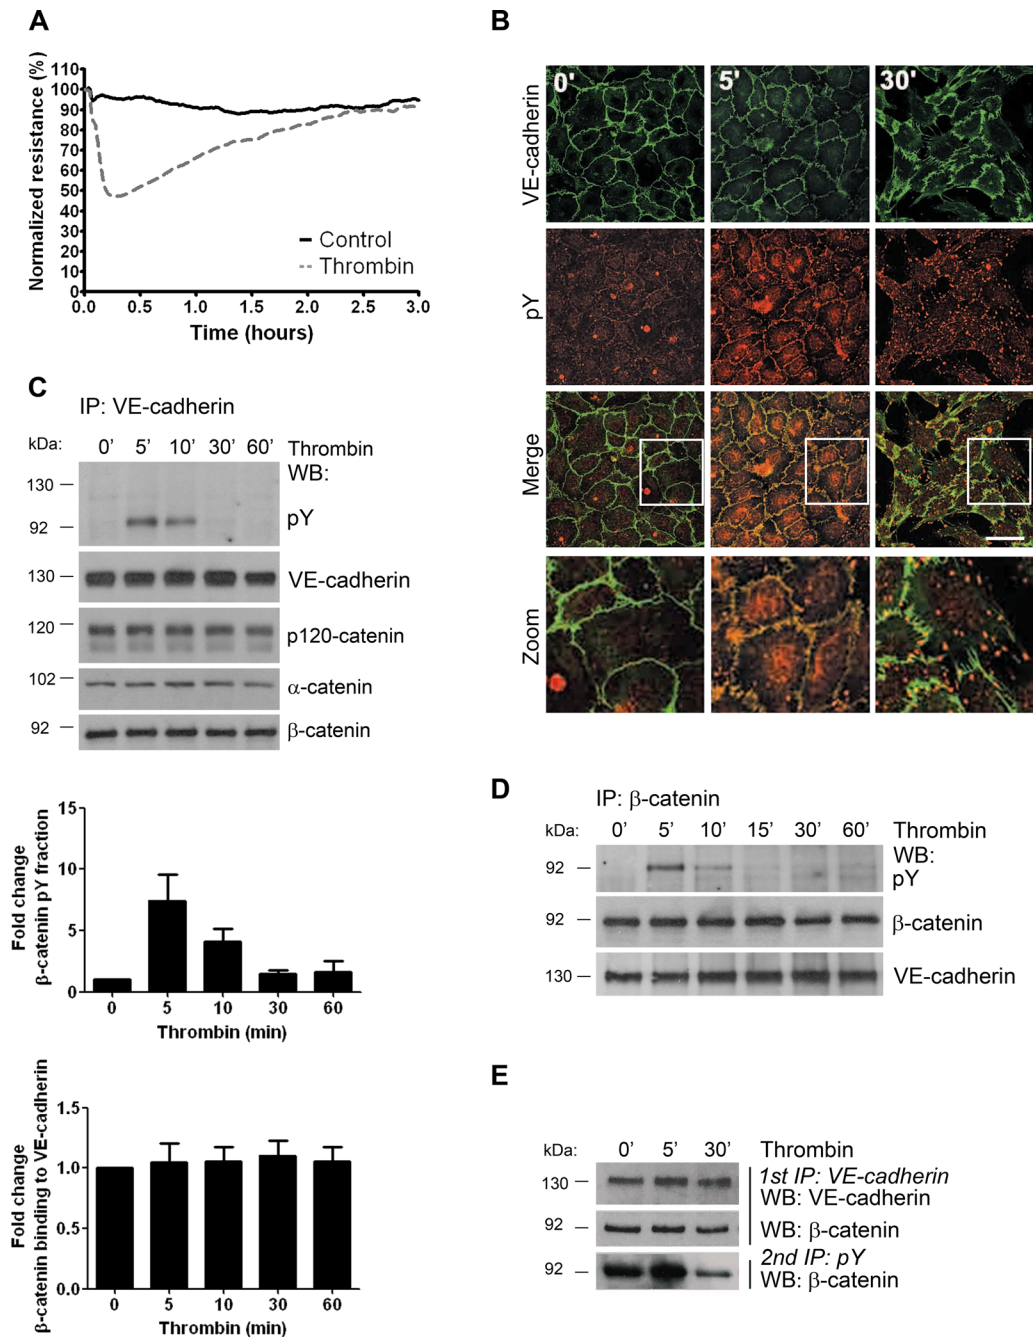 A
Normalized resistance (%)
110
100
90
80
70
60
50
40
30
20
10
0
Control
Thrombin
0.0 0.5 1.0 1.5 2.0 2.5 3.0
Time (hours)
B
0' 5' 30'
VE-cadherin
pY
Merge
Zoom
C
IP: VE-cadherin
kDa: 0’ 5’ 10’ 30’ 60’ Thrombin
WB:
130
92
pY
130
VE-cadherin
120
p120-catenin
102
α-catenin
92
β-catenin
Fold change
β-catenin pY fraction
15
10
5
0
0 5 10 30 60
Thrombin (min)
Fold change
β-catenin binding to VE-cadherin
1.5
1.0
0.5
0.0
0 5 10 30 60
Thrombin (min)
D
IP: β-catenin
kDa: 0’ 5’ 10’ 15’ 30’ 60’ Thrombin
WB:
92
pY
92
β-catenin
130
VE-cadherin
E
kDa: 0’ 5’ 30’ Thrombin
1st IP: VE-cadherin
130
WB: VE-cadherin
92
WB: β-catenin
2nd IP: pY
92
WB: β-catenin